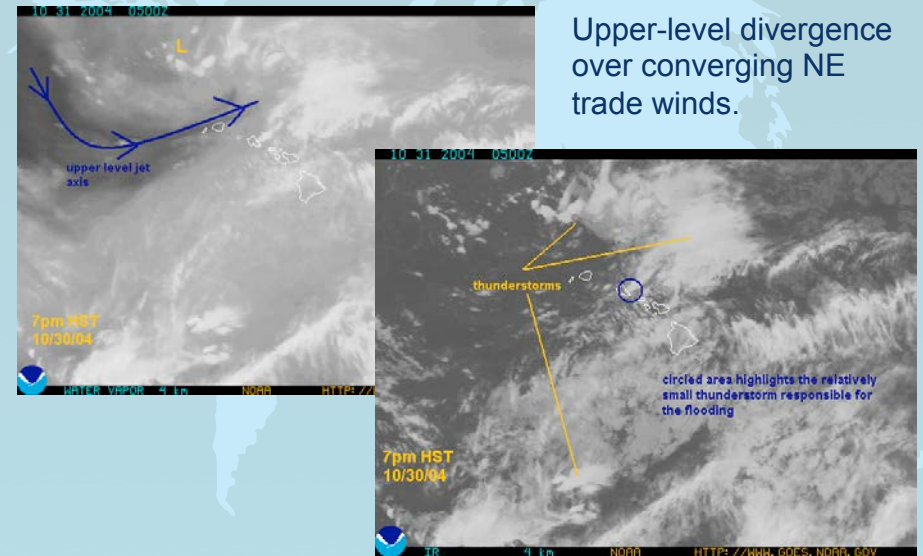 Upper-level divergence
over converging NE
trade winds.
10 31 2004 0500Z
L
upper level jet
axis
7pm HST
10/30/04
WATER VAPOR 4 km NOAA HTTP://
10 31 2004 0500Z
thunderstorms
circled area highlights the relatively
small thunderstorm responsible for
the flooding
7pm HST
10/30/04
IR 4 km NOAA HTTP://WWW.GOES.NOAA.GOV